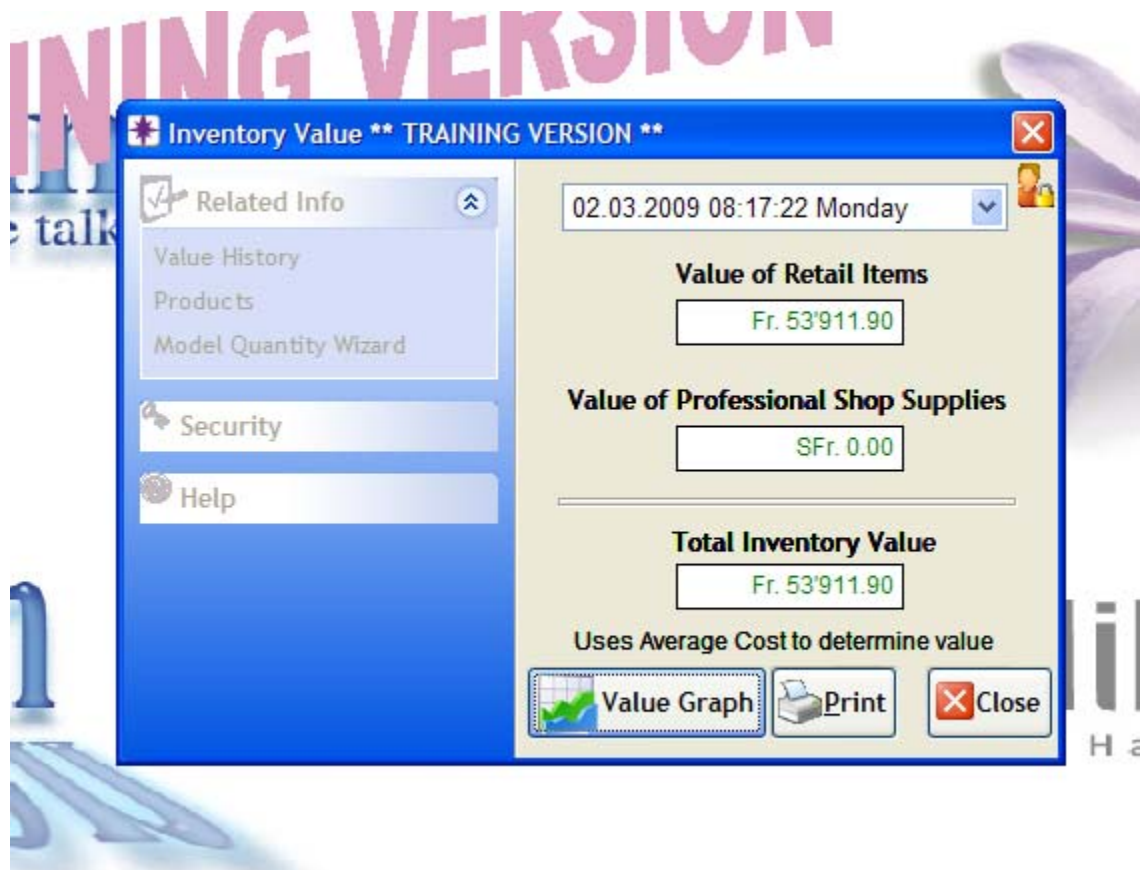 VERSION
Inventory Value ** TRAINING VERSION **
Related Info
Value History
Products
Model Quantity Wizard
Security
Help
02.03.2009 08:17:22 Monday
Value of Retail Items
Fr. 53'911.90
Value of Professional Shop Supplies
SFr. 0.00
Total Inventory Value
Fr. 53'911.90
Uses Average Cost to determine value
Value Graph
Print
Close
talk